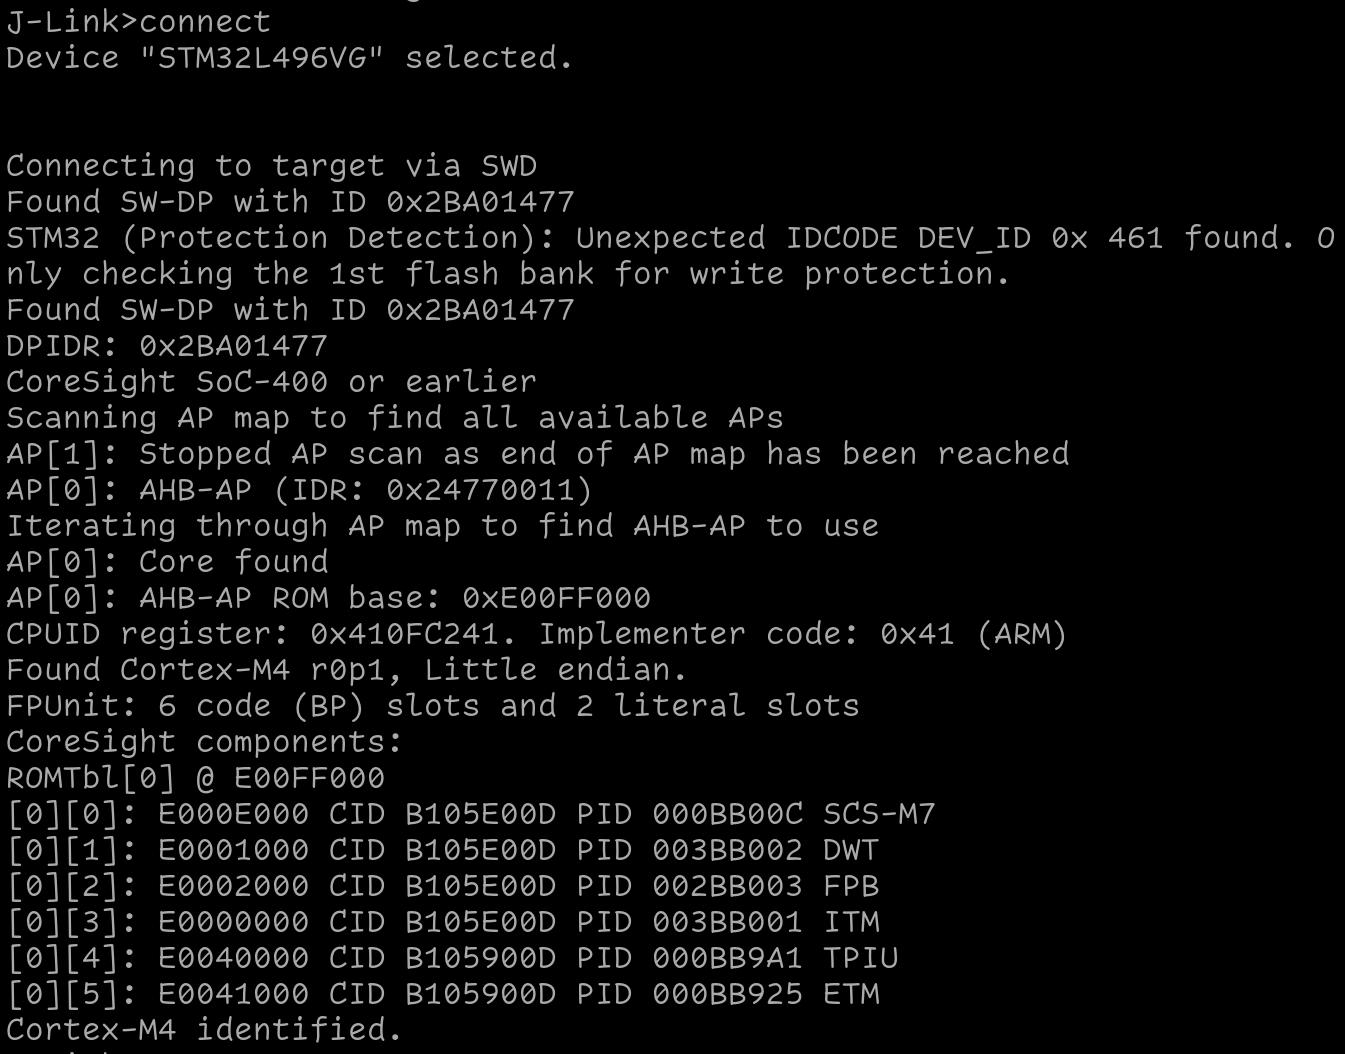 J-Link>connect
Device "STM32L496VG" selected.
Connecting to target via SWD
Found SW-DP with ID 0x2BA01477
STM32 (Protection Detection): Unexpected IDCODE DEV_ID 0x 461 found. O
nly checking the 1st flash bank for write protection.
Found SW-DP with ID 0x2BA01477
DPIDR: 0x2BA01477
CoreSight SoC-400 or earlier
Scanning AP map to find all available APs
AP[1]: Stopped AP scan as end of AP map has been reached
AP[0]: AHB-AP (IDR: 0x24770011)
Iterating through AP map to find AHB-AP to use
AP[0]: Core found
AP[0]: AHB-AP ROM base: 0xE00FF000
CPUID register: 0x410FC241. Implementer code: 0x41 (ARM)
Found Cortex-M4 r0p1, Little endian.
FPUnit: 6 code (BP) slots and 2 literal slots
CoreSight components:
ROMTbl[0] @ E00FF000
[0][0]: E000E000 CID B105E00D PID 000BB00C SCS-M7
[0][1]: E0001000 CID B105E00D PID 003BB002 DWT
[0][2]: E0002000 CID B105E00D PID 002BB003 FPB
[0][3]: E0000000 CID B105E00D PID 003BB001 ITM
[0][4]: E0040000 CID B105900D PID 000BB9A1 TPIU
[0][5]: E0041000 CID B105900D PID 000BB925 ETM
Cortex-M4 identified.